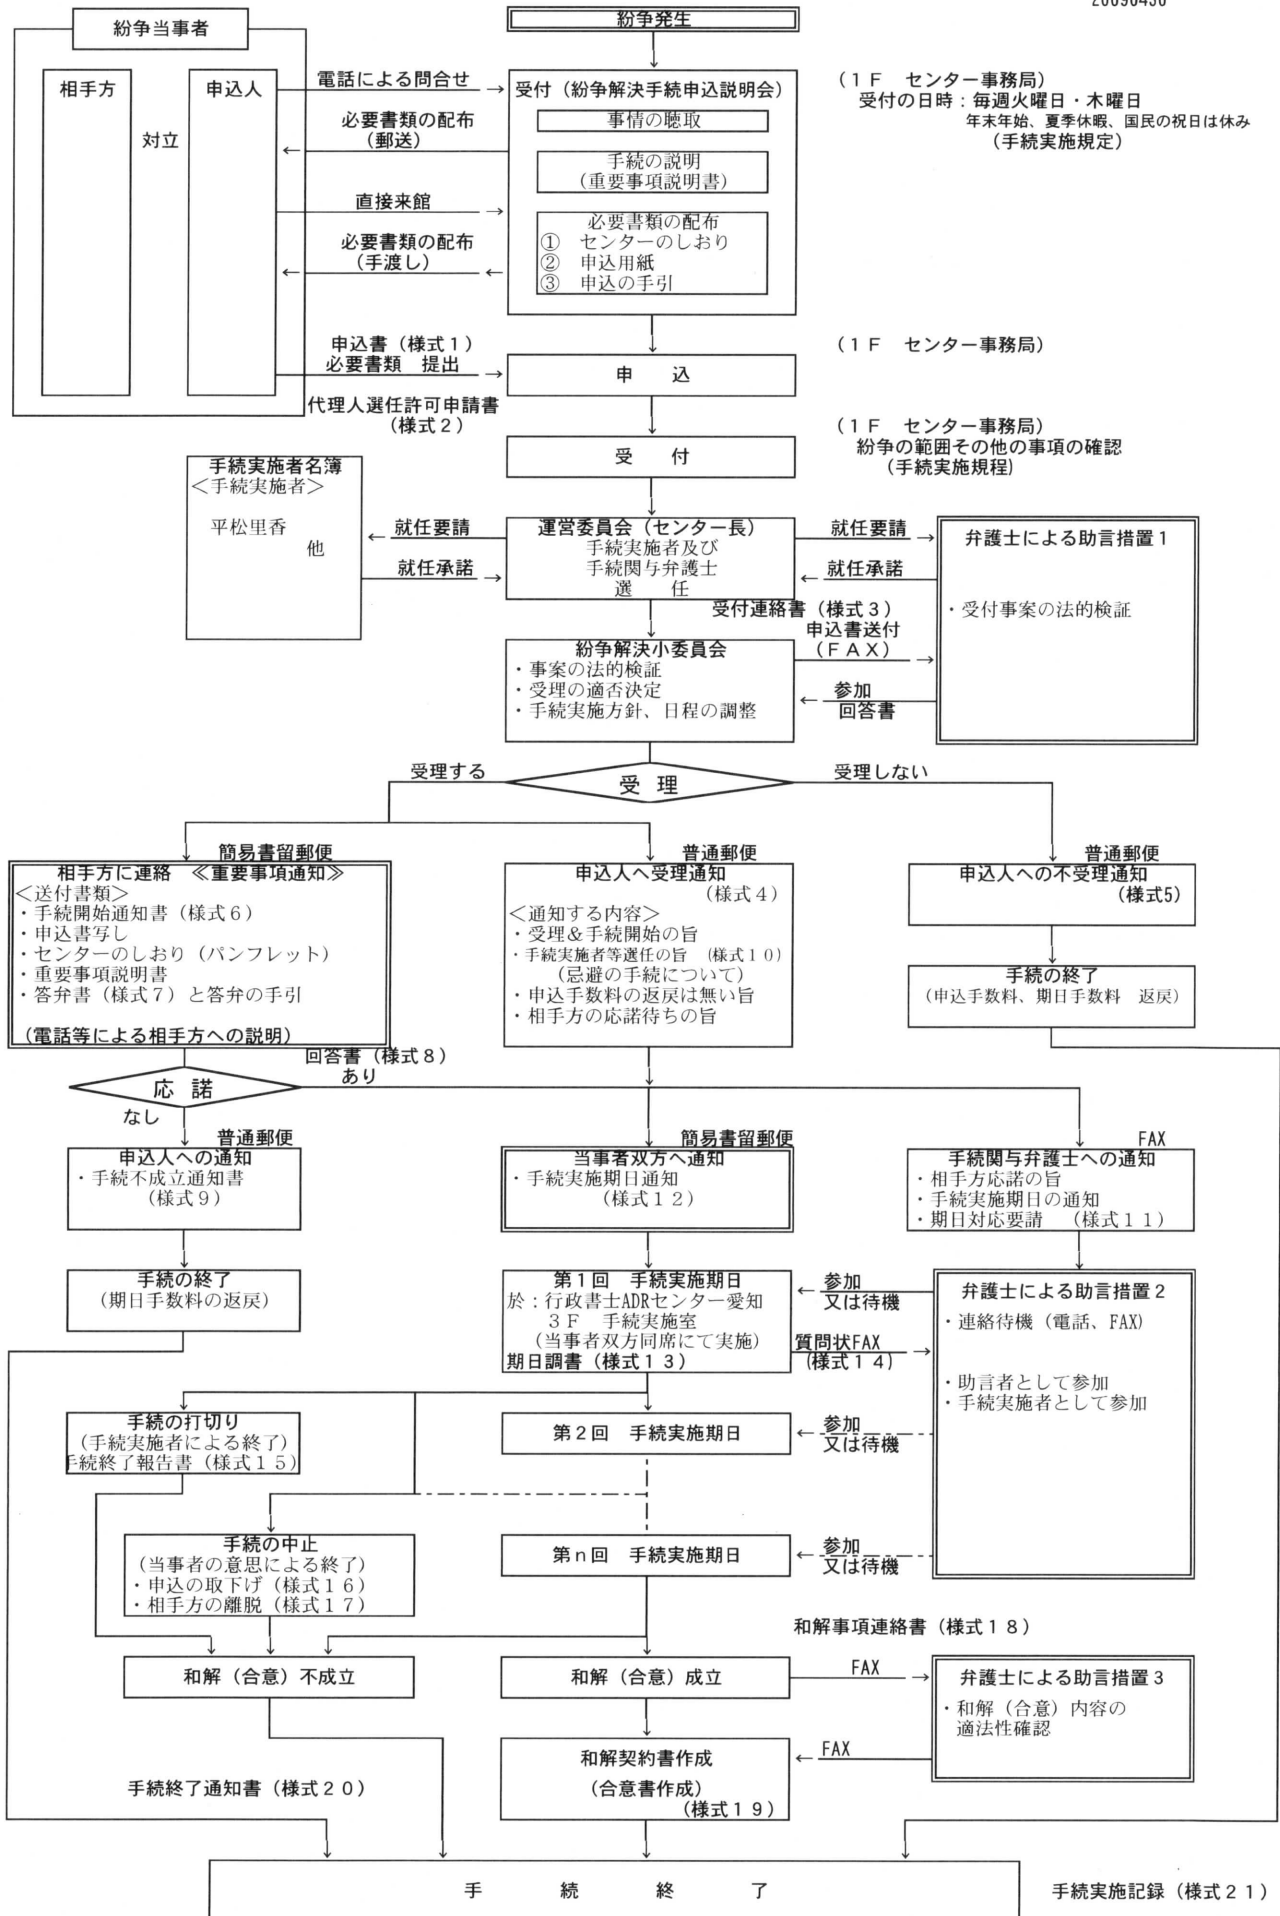 20090430
紛争発生
紛争当事者
相手方
対立
申込人
電話による問合せ
必要書類の配布
(郵送)
直接来館
必要書類の配布
(手渡し)
受付（紛争解決手続申込説明会）
事情の聴取
手続の説明
(重要事項説明書)
必要書類の配布
①　センターのしおり
②　申込用紙
③　申込の手引
(１Ｆ　センター事務局)
受付の日時：毎週火曜日・木曜日
年末年始、夏季休暇、国民の祝日は休み
(手続実施規定)
申込書（様式１）
必要書類　提出
申　　込
(１Ｆ　センター事務局)
代理人選任許可申請書
(様式２)
受　　付
(１Ｆ　センター事務局)
紛争の範囲その他の事項の確認
(手続実施規程)
手続実施者名簿
＜手続実施者＞
平松里香
他
就任要請
就任承諾
運営委員会（センター長）
手続実施者及び
手続関与弁護士
選　　任
就任要請
就任承諾
弁護士による助言措置１
・受付事案の法的検証
受付連絡書（様式３）
申込書送付
(ＦＡＸ)
紛争解決小委員会
・事案の法的検証
・受理の適否決定
・手続実施方針、日程の調整
参加
回答書
受理する
受 理
受理しない
簡易書留郵便
相手方に連絡　≪重要事項通知≫
＜送付書類＞
・手続開始通知書（様式６）
・申込書写し
・センターのしおり（パンフレット）
・重要事項説明書
・答弁書（様式７）と答弁の手引
(電話等による相手方への説明)
普通郵便
申込人へ受理通知
(様式４)
＜通知する内容＞
・受理＆手続開始の旨
・手続実施者等選任の旨　(様式１０)
(忌避の手続について)
・申込手数料の返戻は無い旨
・相手方の応諾待ちの旨
普通郵便
申込人への不受理通知
(様式5)
手続の終了
(申込手数料、期日手数料　返戻)
回答書（様式８）
あり
応 諾
なし
普通郵便
申込人への通知
・手続不成立通知書
(様式９)
簡易書留郵便
当事者双方へ通知
・手続実施期日通知
(様式１２)
FAX
手続関与弁護士への通知
・相手方応諾の旨
・手続実施期日の通知
・期日対応要請　（様式１１）
手続の終了
(期日手数料の返戻)
第１回　手続実施期日
於：行政書士ADRセンター愛知
３Ｆ　手続実施室
(当事者双方同席にて実施)
期日調書（様式１３）
参加
又は待機
質問状FAX
(様式１４)
弁護士による助言措置２
・連絡待機（電話、FAX)
・助言者として参加
・手続実施者として参加
手続の打切り
(手続実施者による終了)
手続終了報告書（様式１５)
第２回　手続実施期日
参加
又は待機
手続の中止
(当事者の意思による終了)
・申込の取下げ（様式１６）
・相手方の離脱（様式１７）
第ｎ回　手続実施期日
参加
又は待機
和解事項連絡書（様式１８）
和解（合意）不成立
和解（合意）成立
FAX
弁護士による助言措置３
・和解（合意）内容の
適法性確認
和解契約書作成
(合意書作成)
(様式１９)
FAX
手続終了通知書（様式２０）
手　　続　　終　　了
手続実施記録（様式２１）